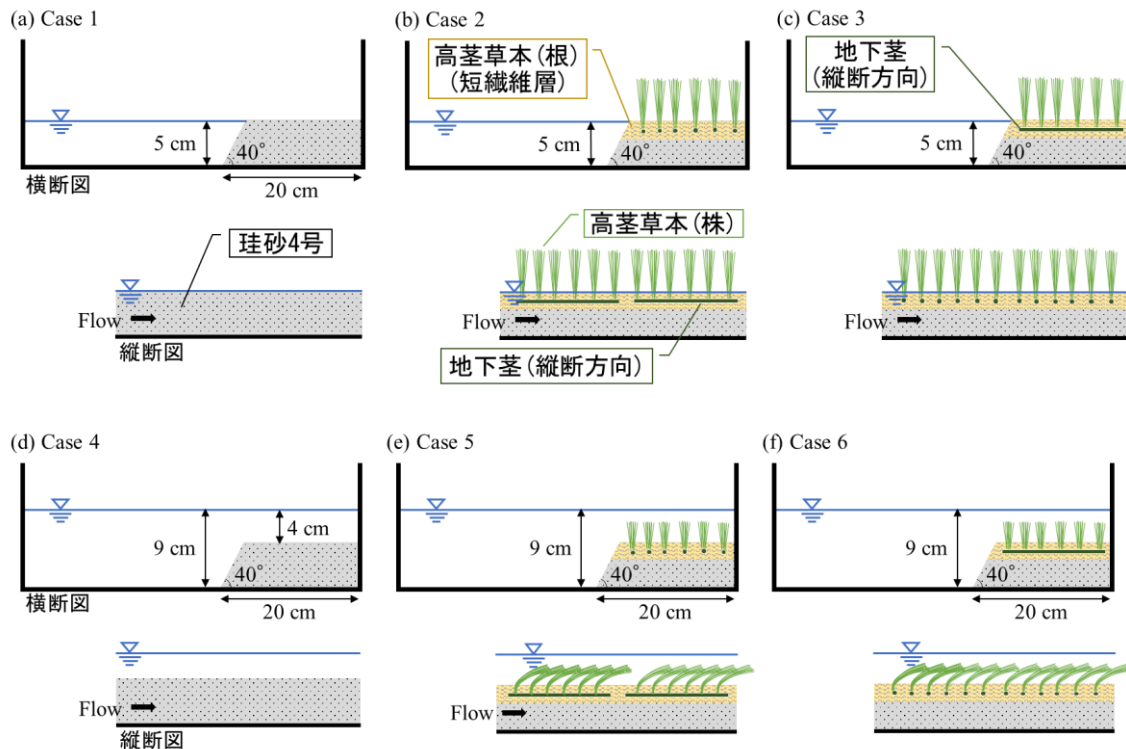 (a) Case 1
5 cm
40°
20 cm
横断図
珪砂4号
Flow
縦断図
(b) Case 2
高茎草本(根)
(短繊維層)
5 cm
40°
高茎草本(株)
Flow
地下茎(縦断方向)
(c) Case 3
地下茎
(縦断方向)
5 cm
40°
Flow
(d) Case 4
4 cm
9 cm
40°
20 cm
横断図
Flow
縦断図
(e) Case 5
9 cm
40°
20 cm
Flow
(f) Case 6
9 cm
40°
20 cm